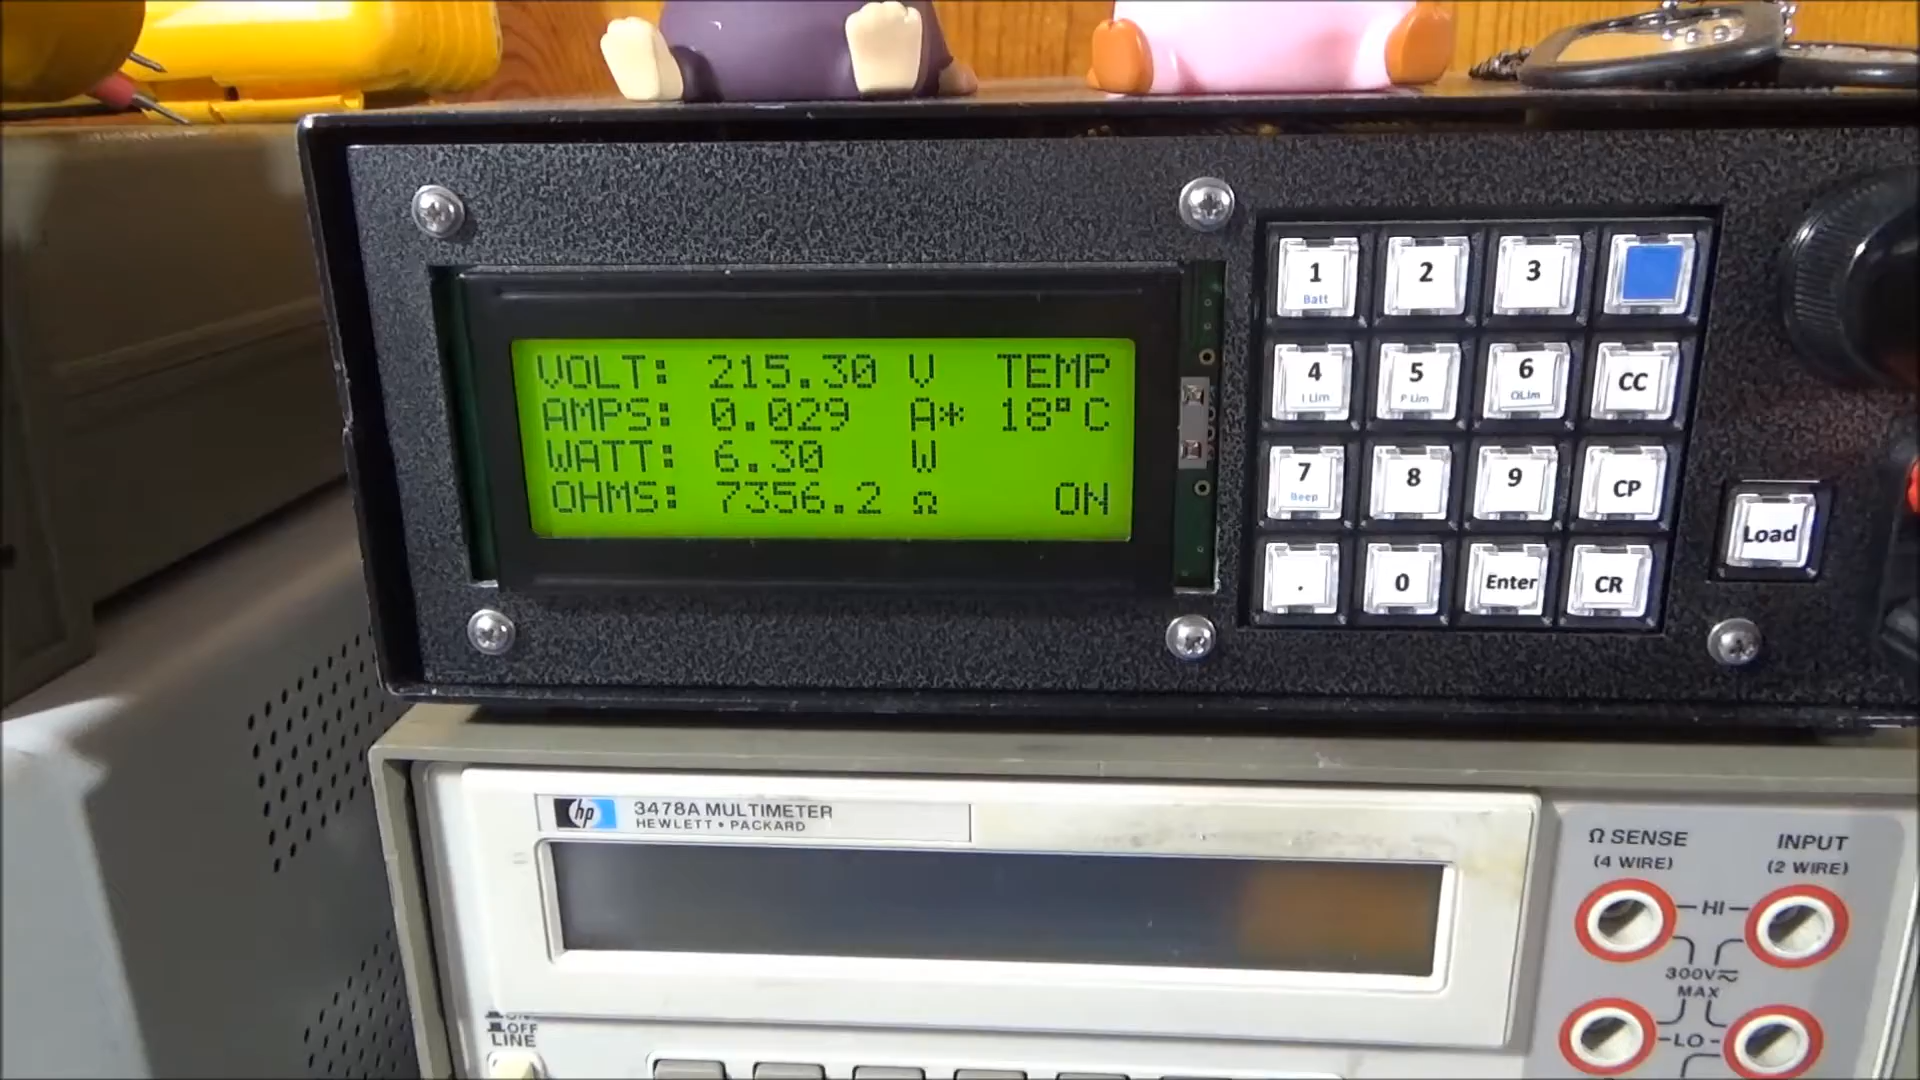 VOLT: 215.30 V TEMP
AMPS: 0.029 A* 18°C
WATT: 6.30 W
OHMS: 7356.2 Ω ON
1 2 3
Batt
4 5 6 CC
I Lim P Lim ΩLim
7 8 9 CP
Beep
. 0 Enter CR
Load
hp 3478A MULTIMETER
HEWLETT • PACKARD
Ω SENSE
(4 WIRE)
INPUT
(2 WIRE)
HI
300V
MAX
LO
ON
OFF
LINE